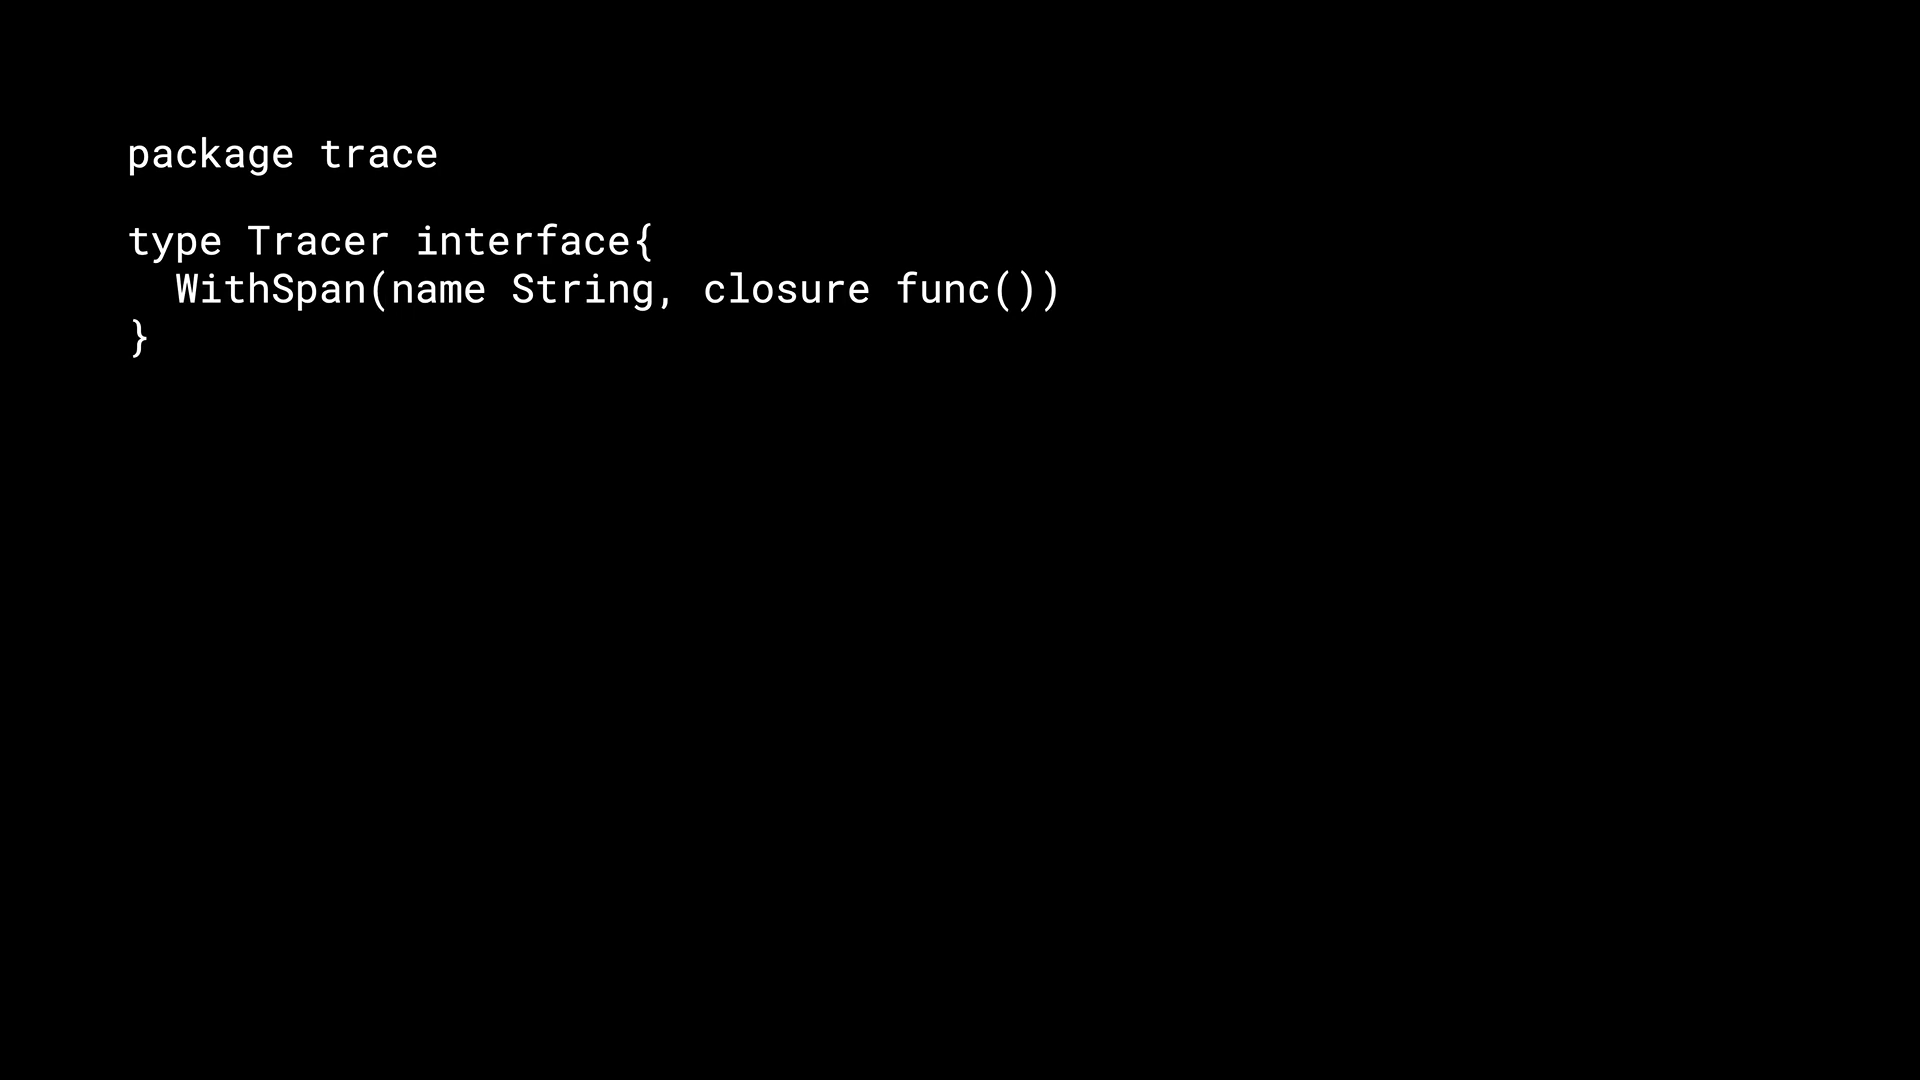 package trace
type Tracer interface{
WithSpan(name String, closure func())
}